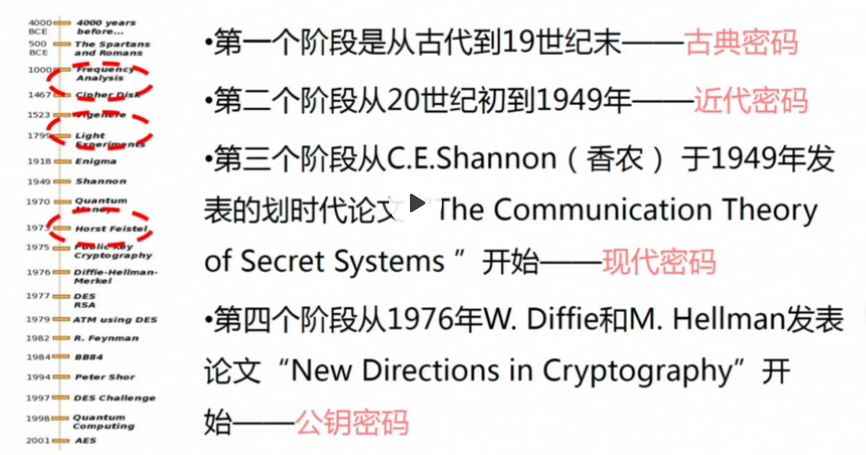 4000 BCE 4000 years before...
500 BCE The Spartans and Romans
1000 Frequency Analysis
1467 Cipher Disk
1523 Vigenere
1799 Light Experiments
1918 Enigma
1949 Shannon
1970 Quantum Money
1973 Horst Feistel
1975 Public Key Cryptography
1976 Diffie-Hellman-Merkel
1977 DES RSA
1979 ATM using DES
1982 R. Feynman
1984 BB84
1994 Peter Shor
1997 DES Challenge
1998 Quantum Computing
2001 AES
•第一个阶段是从古代到19世纪末——古典密码
•第二个阶段从20世纪初到1949年——近代密码
•第三个阶段从C.E.Shannon（香农） 于1949年发
表的划时代论文“The Communication Theory
of Secret Systems ”开始——现代密码
•第四个阶段从1976年W. Diffie和M. Hellman发表
论文“New Directions in Cryptography”开
始——公钥密码